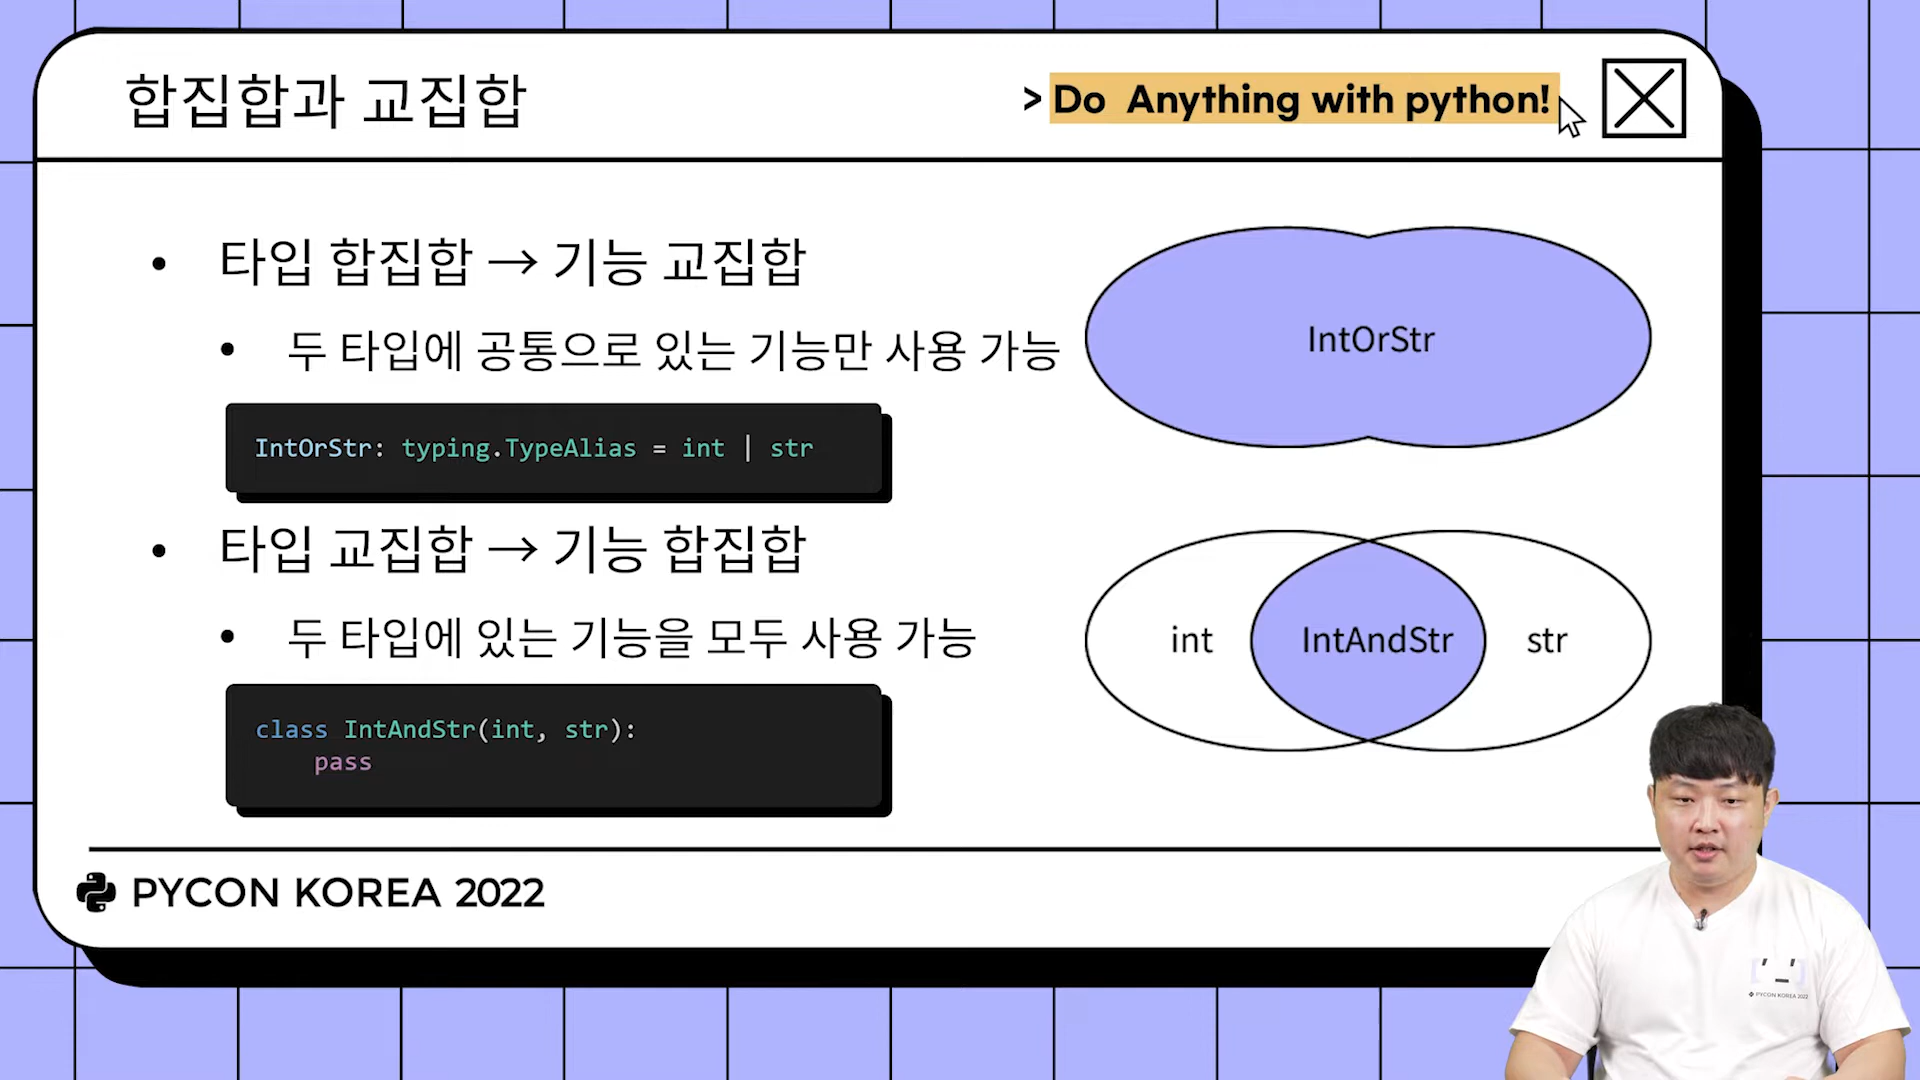 합집합과 교집합
> Do Anything with python!
• 타입 합집합 → 기능 교집합
• 두 타입에 공통으로 있는 기능만 사용 가능
IntOrStr: typing.TypeAlias = int | str
• 타입 교집합 → 기능 합집합
• 두 타입에 있는 기능을 모두 사용 가능
class IntAndStr(int, str):
    pass
IntOrStr
int IntAndStr str
PYCON KOREA 2022
PYCON KOREA 2022